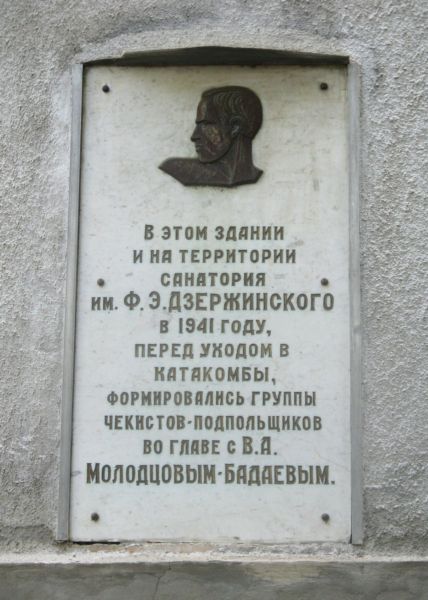 В ЭТОМ ЗДАНИИ
И НА ТЕРРИТОРИИ
САНАТОРИЯ
ИМ. Ф.Э.ДЗЕРЖИНСКОГО
В 1941 ГОДУ,
ПЕРЕД УХОДОМ В
КАТАКОМБЫ,
ФОРМИРОВАЛИСЬ ГРУППЫ
ЧЕКИСТОВ-ПОДПОЛЬЩИКОВ
ВО ГЛАВЕ С В.А.
МОЛОДЦОВЫМ-БАДАЕВЫМ.